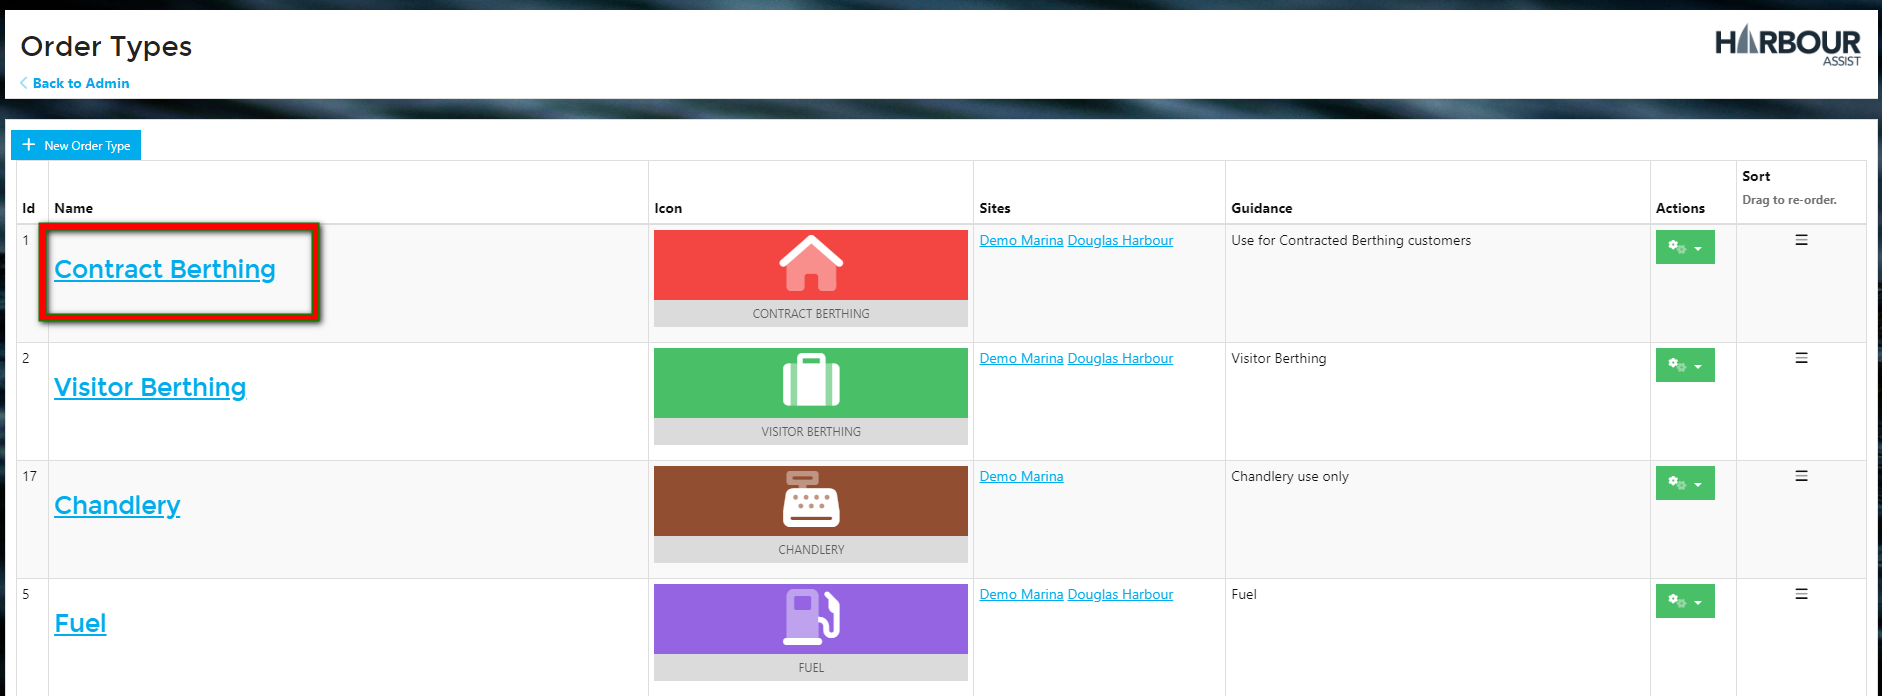 Order Types
HARBOUR
ASSIST
Back to Admin
New Order Type
Id Name Icon Sites Guidance Actions Sort
Drag to re-order.
1 Contract Berthing CONTRACT BERTHING Demo Marina Douglas Harbour Use for Contracted Berthing customers
2 Visitor Berthing VISITOR BERTHING Demo Marina Douglas Harbour Visitor Berthing
17 Chandlery CHANDLERY Demo Marina Chandlery use only
5 Fuel FUEL Demo Marina Douglas Harbour Fuel